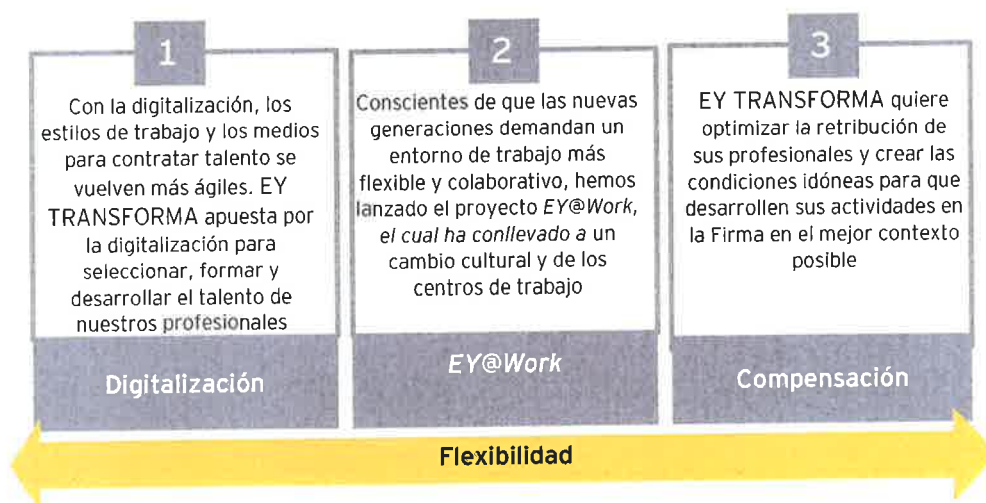 1
Con la digitalización, los
estilos de trabajo y los medios
para contratar talento se
vuelven más ágiles. EY
TRANSFORMA apuesta por
la digitalización para
seleccionar, formar y
desarrollar el talento de
nuestros profesionales
Digitalización
2
Conscientes de que las nuevas
generaciones demandan un
entorno de trabajo más
flexible y colaborativo, hemos
lanzado el proyecto EY@Work,
el cual ha conllevado a un
cambio cultural y de los
centros de trabajo
EY@Work
3
EY TRANSFORMA quiere
optimizar la retribución de
sus profesionales y crear las
condiciones idóneas para que
desarrollen sus actividades en
la Firma en el mejor contexto
posible
Compensación
Flexibilidad